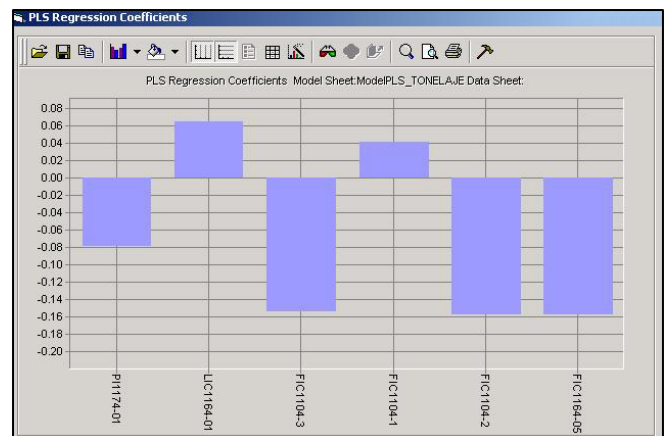 PLS Regression Coefficients
PLS Regression Coefficients Model Sheet:ModelPLS_TONELAJE Data Sheet:
0.08
0.06
0.04
0.02
0.00
-0.02
-0.04
-0.06
-0.08
-0.10
-0.12
-0.14
-0.16
-0.18
-0.20
PI1174-01
LIC1164-01
FIC1104-3
FIC1104-1
FIC1104-2
FIC1164-05